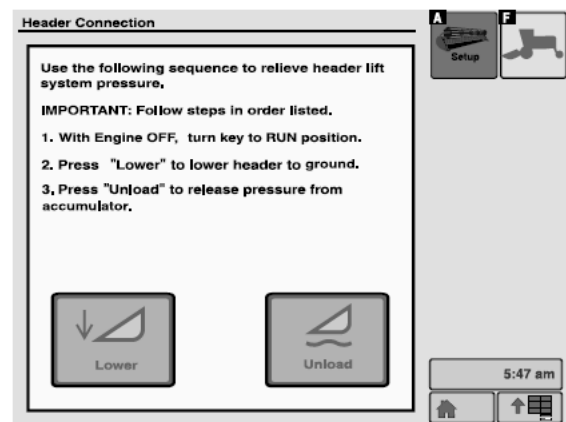 Header Connection
A
F
Setup
Use the following sequence to relieve header lift
system pressure.
IMPORTANT: Follow steps in order listed.
1. With Engine OFF, turn key to RUN position.
2. Press "Lower" to lower header to ground.
3. Press "Unload" to release pressure from
accumulator.
Lower
Unload
5:47 am